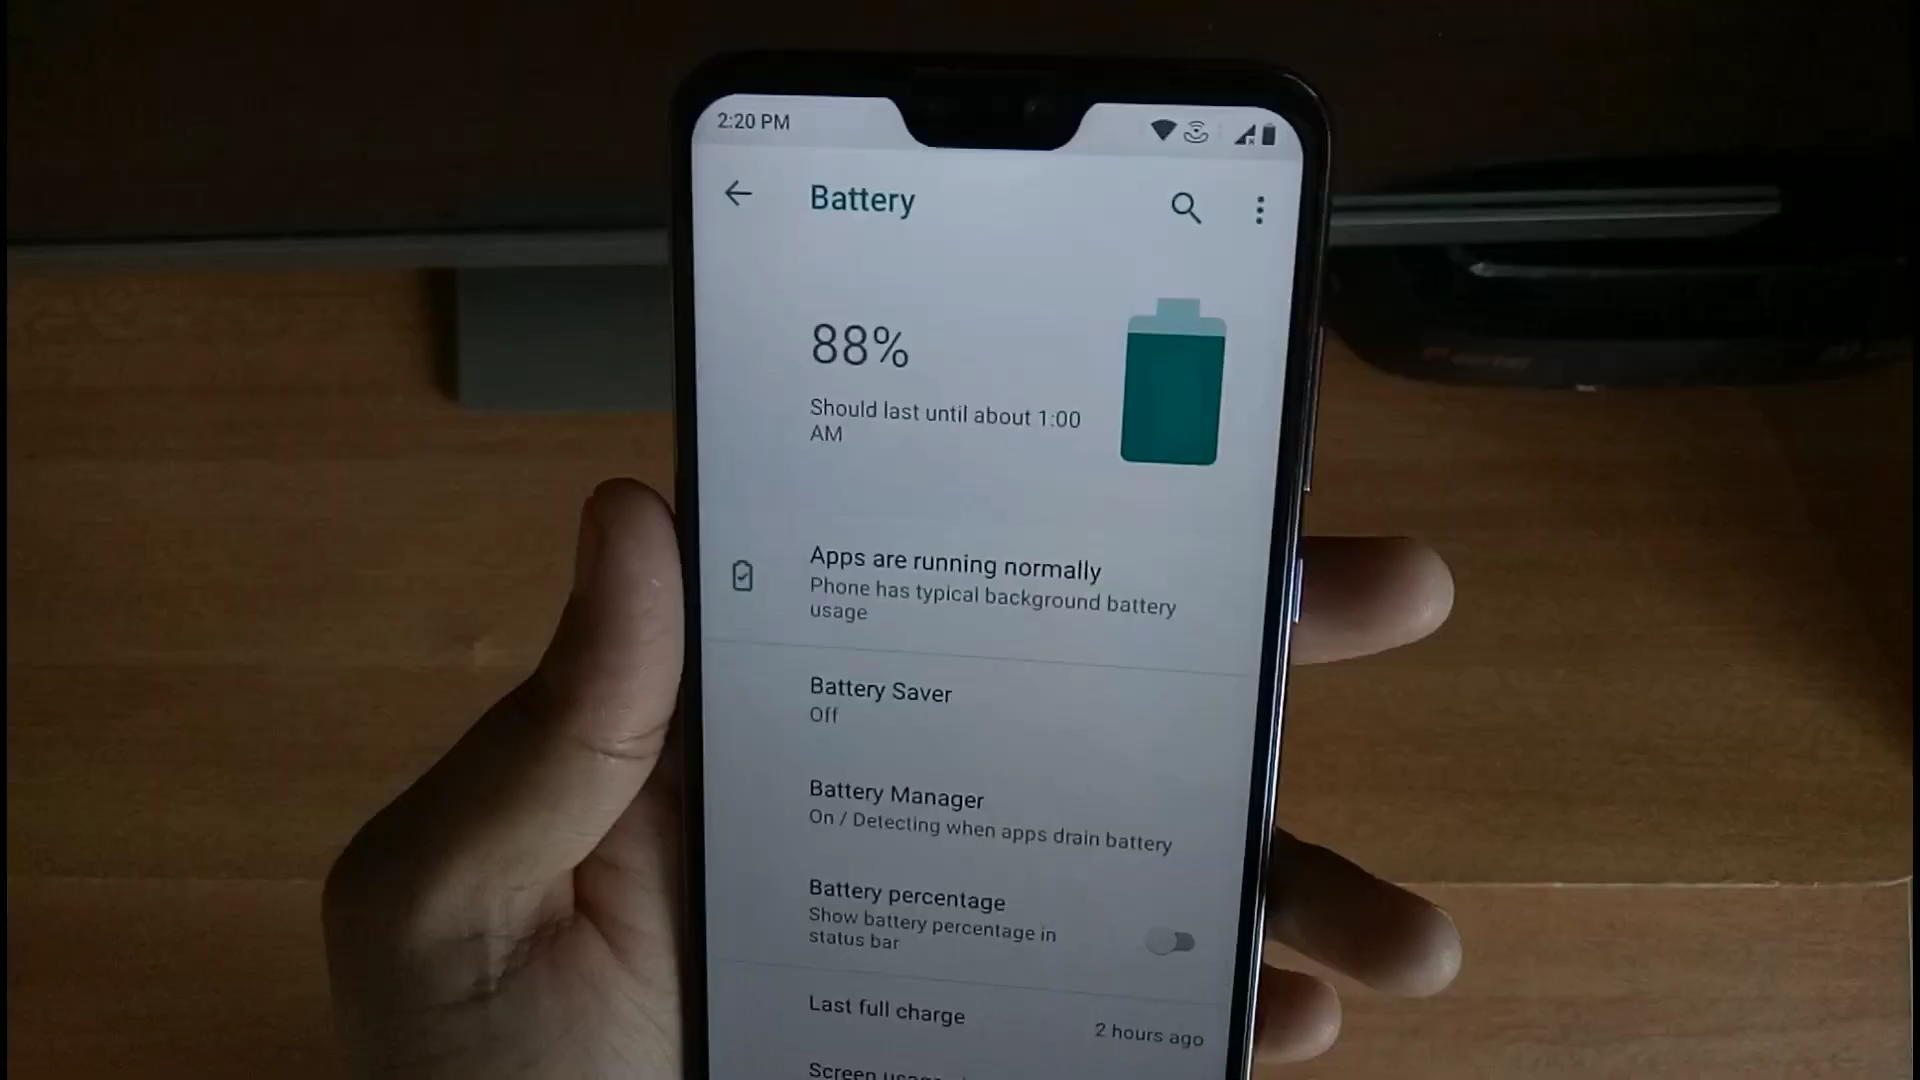 2:20 PM
Battery
88%
Should last until about 1:00
AM
Apps are running normally
Phone has typical background battery
usage
Battery Saver
Off
Battery Manager
On / Detecting when apps drain battery
Battery percentage
Show battery percentage in
status bar
Last full charge
2 hours ago
Screen